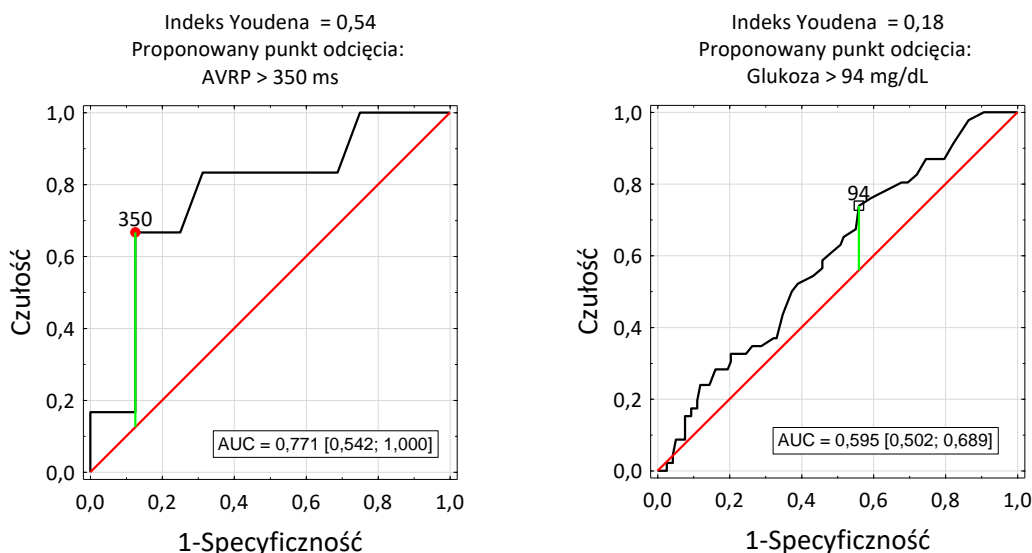 Indeks Youdena = 0,54
Proponowany punkt odcięcia:
AVRP > 350 ms
1,0
0,8
0,6
0,4
0,2
0,0
Czułość
350
AUC = 0,771 [0,542; 1,000]
0,0 0,2 0,4 0,6 0,8 1,0
1-Specyficzność
Indeks Youdena = 0,18
Proponowany punkt odcięcia:
Glukoza > 94 mg/dL
1,0
0,8
0,6
0,4
0,2
0,0
Czułość
94
AUC = 0,595 [0,502; 0,689]
0,0 0,2 0,4 0,6 0,8 1,0
1-Specyficzność